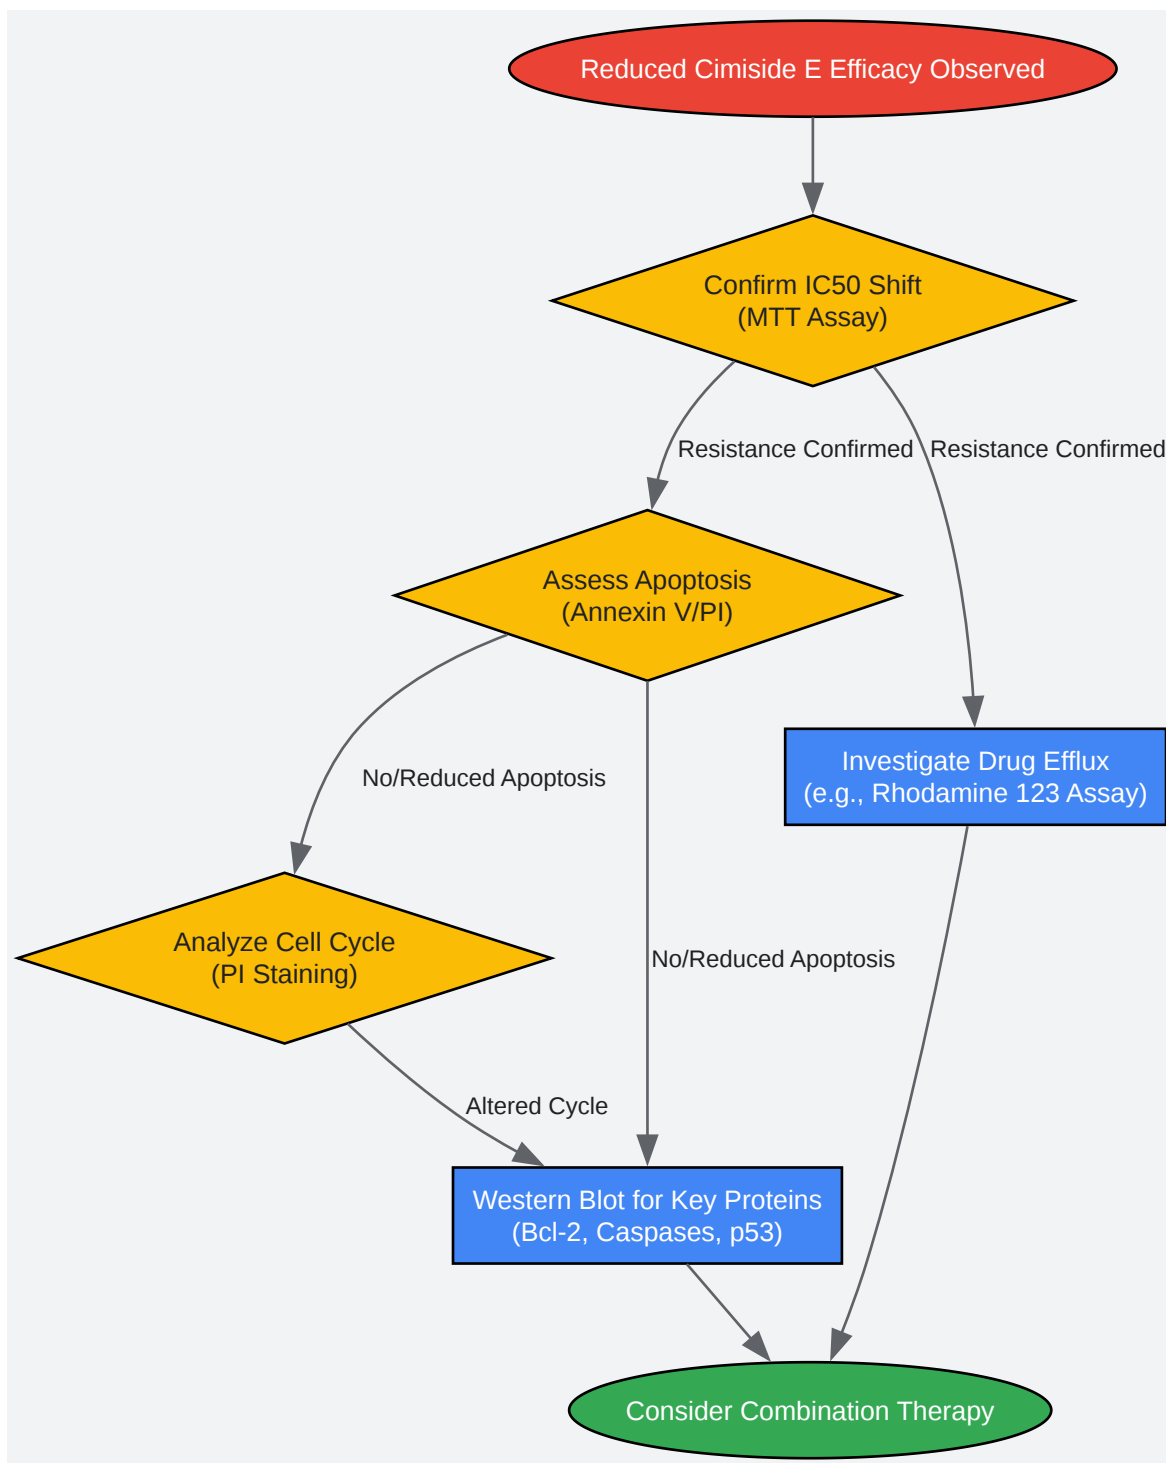 Reduced Cimiside E Efficacy Observed
Confirm IC50 Shift
(MTT Assay)
Resistance Confirmed
Resistance Confirmed
Assess Apoptosis
(Annexin V/PI)
Investigate Drug Efflux
(e.g., Rhodamine 123 Assay)
No/Reduced Apoptosis
Analyze Cell Cycle
(PI Staining)
No/Reduced Apoptosis
Altered Cycle
Western Blot for Key Proteins
(Bcl-2, Caspases, p53)
Consider Combination Therapy